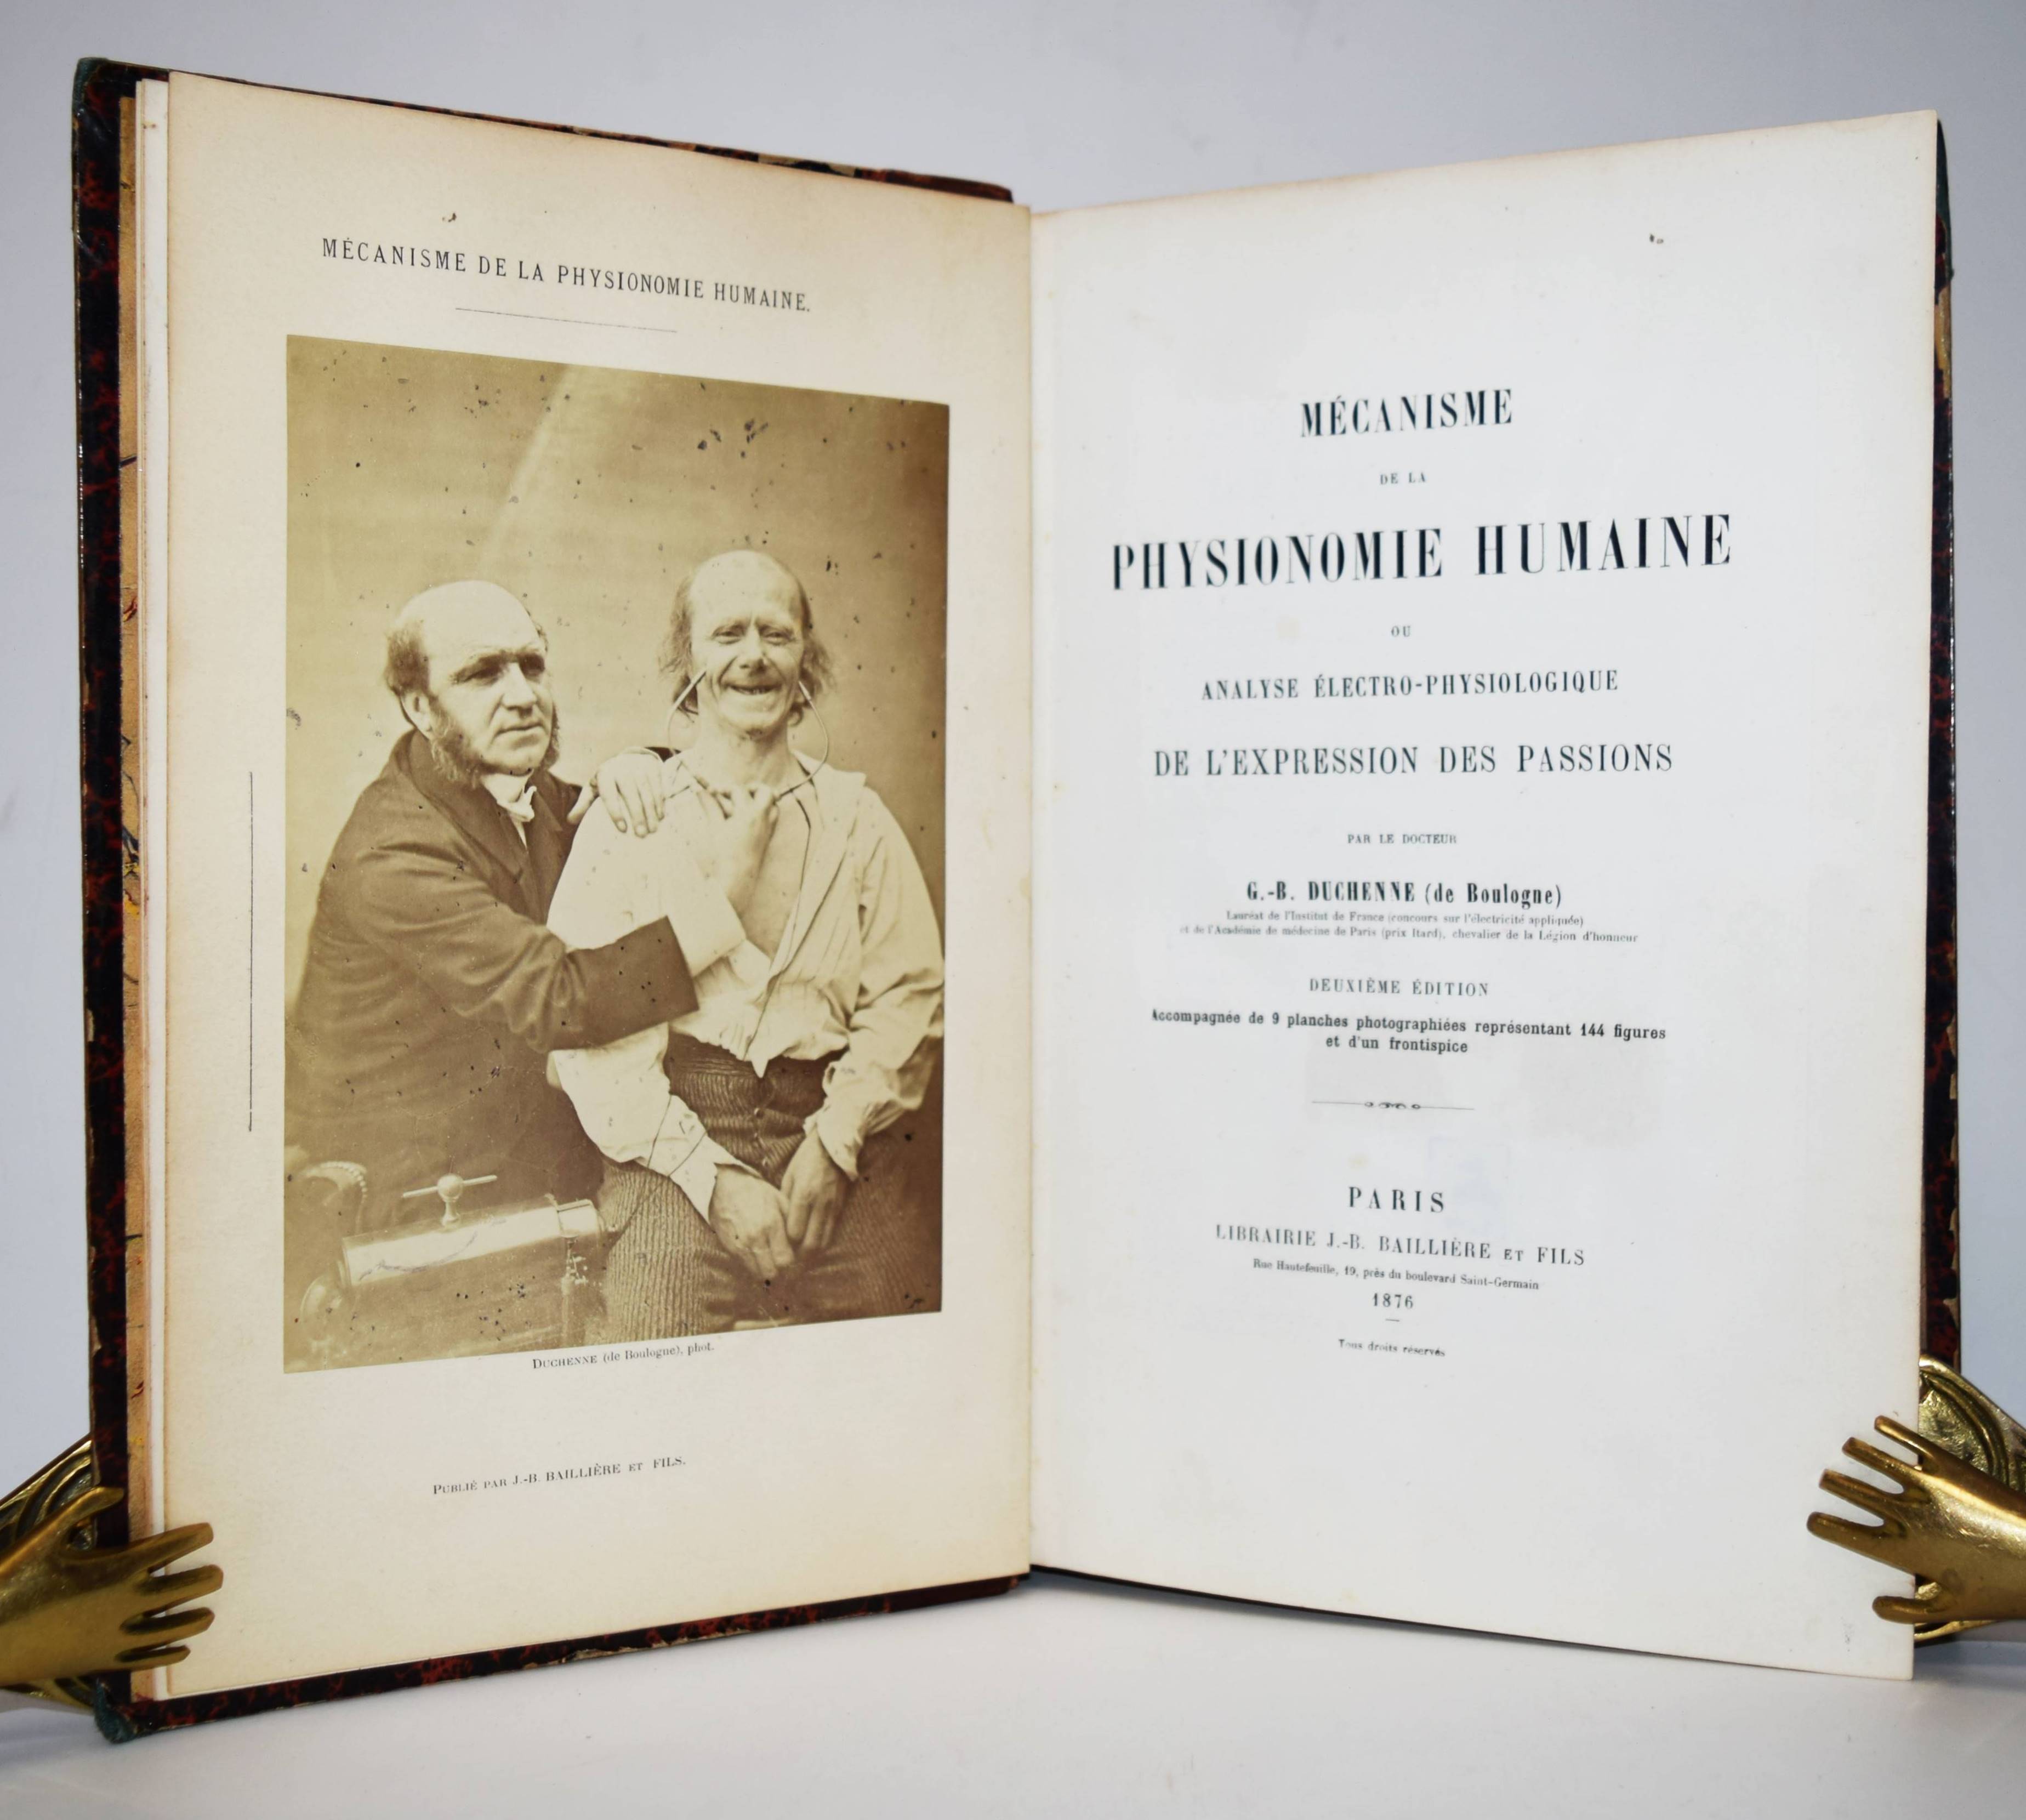 MÉCANISME DE LA PHYSIONOMIE HUMAINE.
DUCHENNE (de Boulogne), phot.
PUBLIÉ PAR J.-B. BAILLIÈRE ET FILS.
MÉCANISME
DE LA
PHYSIONOMIE HUMAINE
OU
ANALYSE ÉLECTRO-PHYSIOLOGIQUE
DE L'EXPRESSION DES PASSIONS
PAR LE DOCTEUR
G.-B. DUCHENNE (de Boulogne)
Lauréat de l'Institut de France (concours sur l'électricité appliquée)
et de l'Académie de médecine de Paris (prix Itard), chevalier de la Légion d'honneur
DEUXIÈME ÉDITION
Accompagnée de 9 planches photographiées représentant 144 figures
et d'un frontispice
PARIS
LIBRAIRIE J.-B. BAILLIÈRE ET FILS
Rue Hautefeuille, 19, près du boulevard Saint-Germain
1876
Tous droits réservés